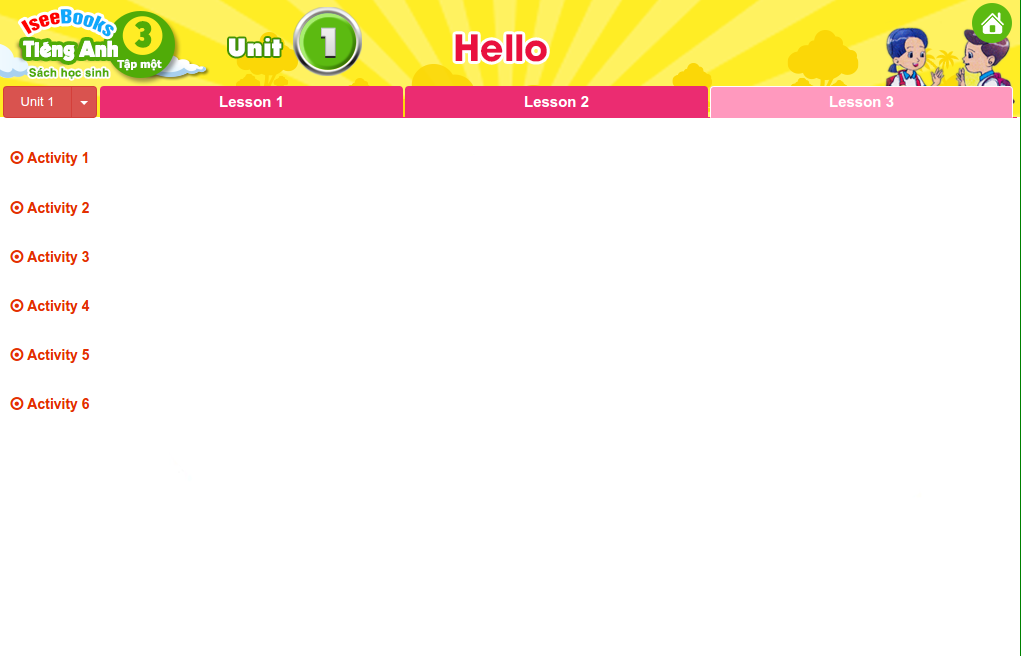 IseeBooks
Tiếng Anh 3
Sách học sinh
Tập một
Unit 1
Hello
Unit 1
Lesson 1
Lesson 2
Lesson 3
Activity 1
Activity 2
Activity 3
Activity 4
Activity 5
Activity 6